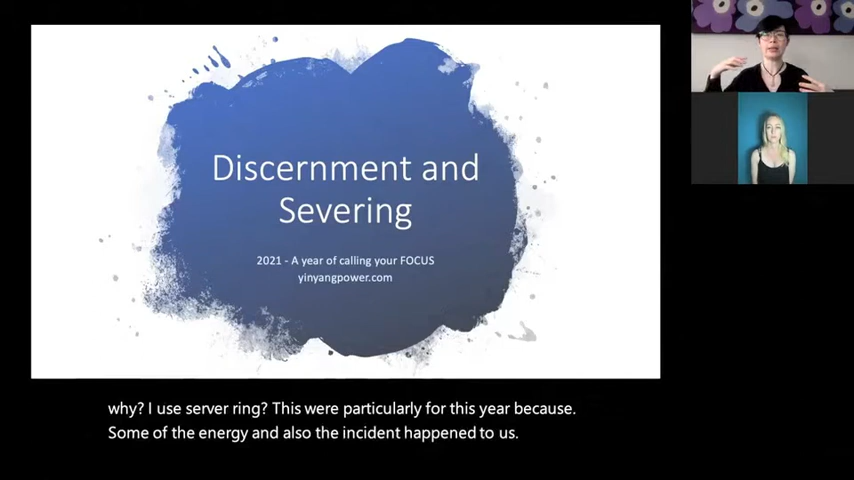 Discernment and
Severing
2021 - A year of calling your FOCUS
yinyangpower.com
why? I use server ring? This were particularly for this year because.
Some of the energy and also the incident happened to us.